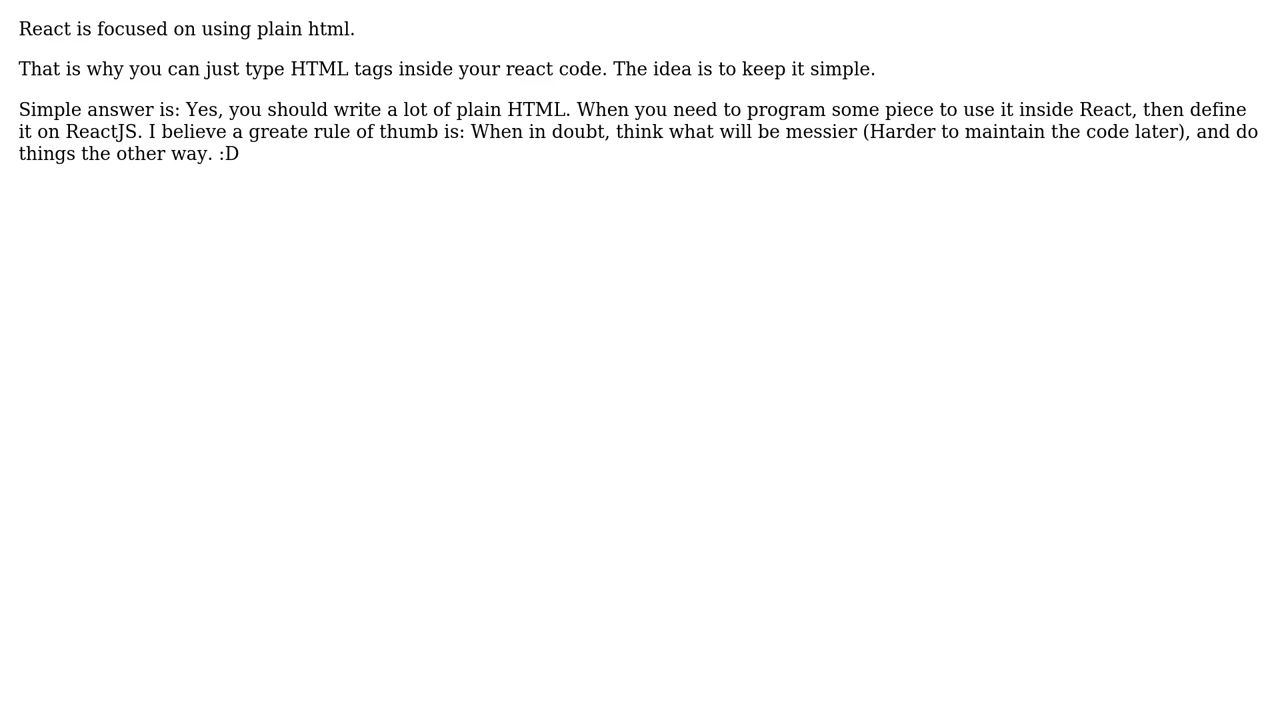 React is focused on using plain html.
That is why you can just type HTML tags inside your react code. The idea is to keep it simple.
Simple answer is: Yes, you should write a lot of plain HTML. When you need to program some piece to use it inside React, then define
it on ReactJS. I believe a greate rule of thumb is: When in doubt, think what will be messier (Harder to maintain the code later), and do
things the other way. :D